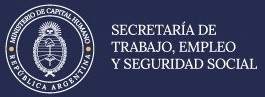 MINISTERIO DE CAPITAL HUMANO
REPÚBLICA ARGENTINA
SECRETARÍA DE
TRABAJO, EMPLEO
Y SEGURIDAD SOCIAL